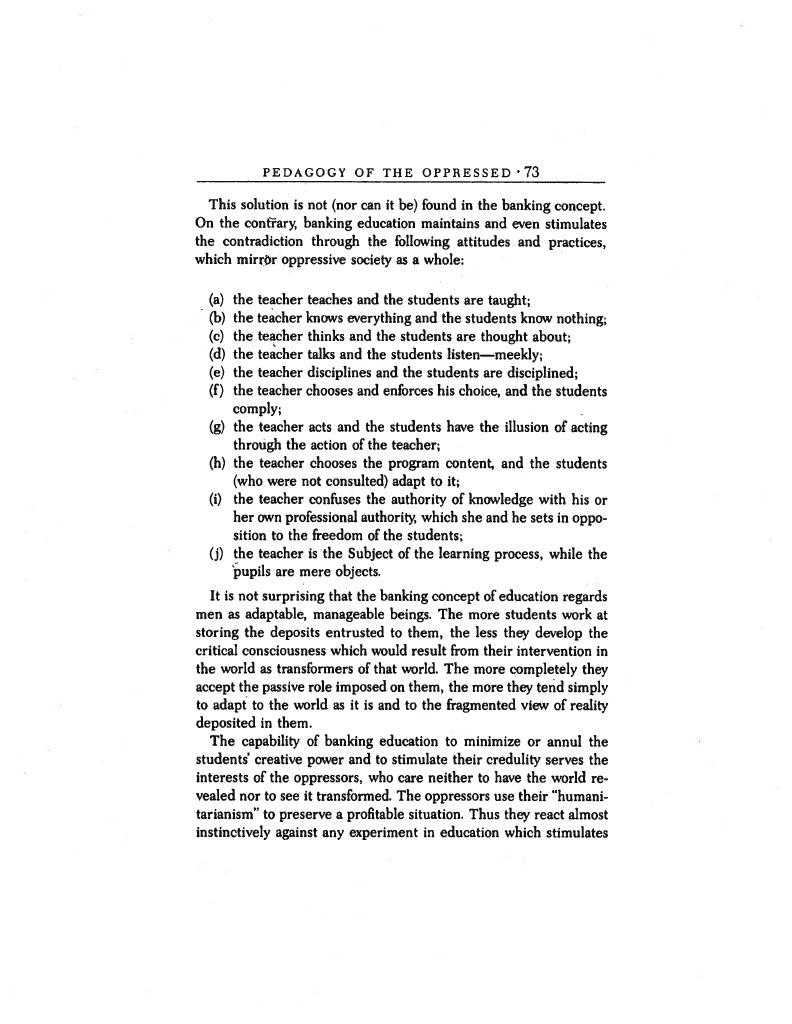 PEDAGOGY OF THE OPPRESSED · 73
This solution is not (nor can it be) found in the banking concept.
On the contrary, banking education maintains and even stimulates
the contradiction through the following attitudes and practices,
which mirror oppressive society as a whole:
(a) the teacher teaches and the students are taught;
(b) the teacher knows everything and the students know nothing;
(c) the teacher thinks and the students are thought about;
(d) the teacher talks and the students listen—meekly;
(e) the teacher disciplines and the students are disciplined;
(f) the teacher chooses and enforces his choice, and the students
comply;
(g) the teacher acts and the students have the illusion of acting
through the action of the teacher;
(h) the teacher chooses the program content, and the students
(who were not consulted) adapt to it;
(i) the teacher confuses the authority of knowledge with his or
her own professional authority, which she and he sets in oppo-
sition to the freedom of the students;
(j) the teacher is the Subject of the learning process, while the
pupils are mere objects.
It is not surprising that the banking concept of education regards
men as adaptable, manageable beings. The more students work at
storing the deposits entrusted to them, the less they develop the
critical consciousness which would result from their intervention in
the world as transformers of that world. The more completely they
accept the passive role imposed on them, the more they tend simply
to adapt to the world as it is and to the fragmented view of reality
deposited in them.
The capability of banking education to minimize or annul the
students' creative power and to stimulate their credulity serves the
interests of the oppressors, who care neither to have the world re-
vealed nor to see it transformed. The oppressors use their "humani-
tarianism" to preserve a profitable situation. Thus they react almost
instinctively against any experiment in education which stimulates